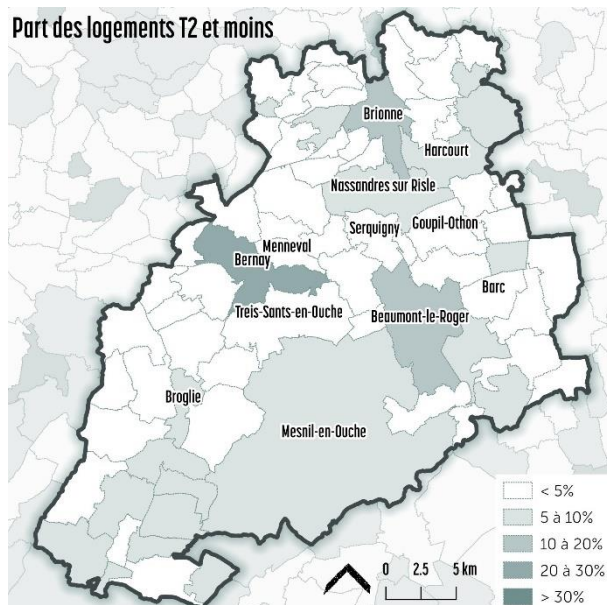 Part des logements T2 et moins
Brionne
Harcourt
Nassandres sur Risle
Serquigny
Goupil-Othon
Menneval
Bernay
Barc
Treis-Sants-en-Ouche
Beaumont-le-Roger
Broglie
Mesnil-en-Ouche
< 5%
5 à 10%
10 à 20%
20 à 30%
> 30%
0 2.5 5 km